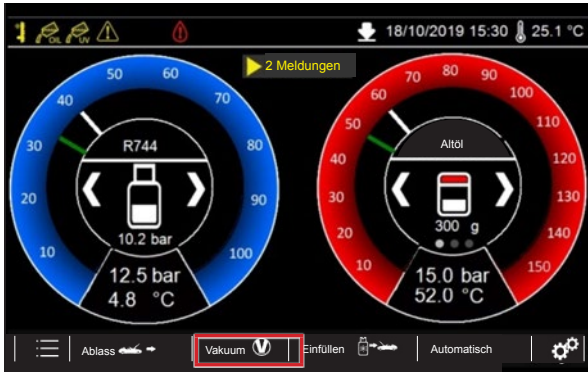 OIL
UV
18/10/2019 15:30
25.1 °C
2 Meldungen
10
20
30
40
50
60
70
80
90
100
R744
10.2 bar
12.5 bar
4.8 °C
10
20
30
40
50
60
70
80
90
100
110
120
130
140
150
Altöl
300 g
15.0 bar
52.0 °C
Ablass
Vakuum V
Einfüllen
Automatisch